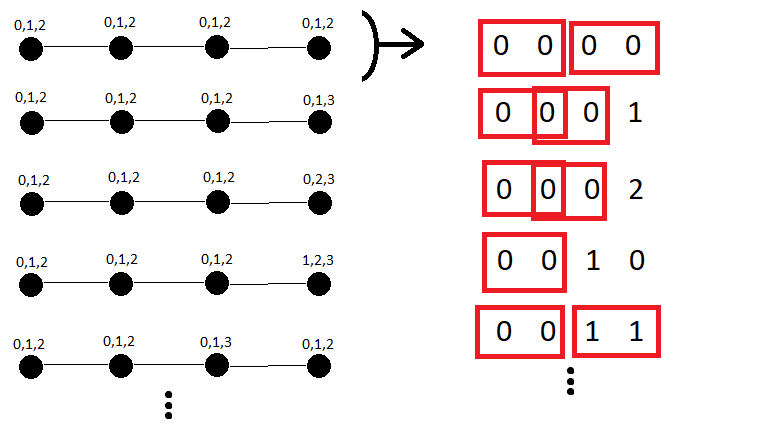 0,1,2 0,1,2 0,1,2 0,1,2
0 0 0 0
0,1,2 0,1,2 0,1,2 0,1,3
0 0 0 1
0,1,2 0,1,2 0,1,2 0,2,3
0 0 0 2
0,1,2 0,1,2 0,1,2 1,2,3
0 0 1 0
0,1,2 0,1,2 0,1,3 0,1,2
0 0 1 1